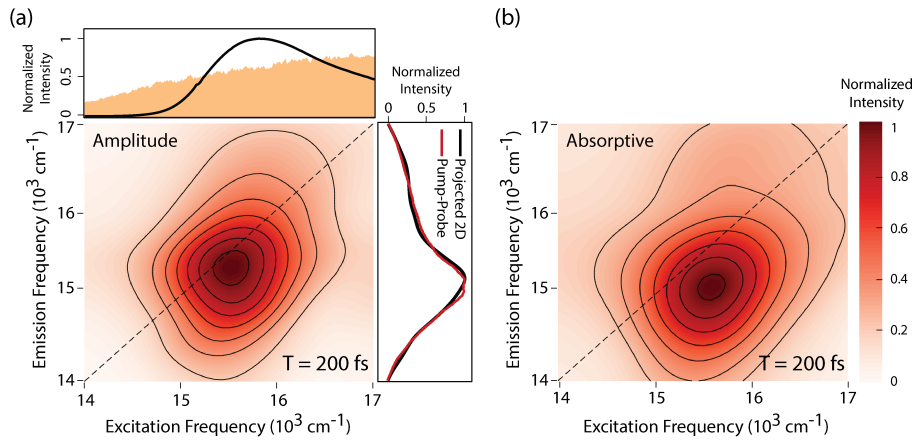 (a)
Normalized
Intensity
1
0.5
0
Normalized
Intensity
0 0.5 1
Projected 2D
Pump-Probe
Amplitude
T = 200 fs
Emission Frequency (10³ cm⁻¹)
17
16
15
14
14 15 16 17
Excitation Frequency (10³ cm⁻¹)
(b)
Absorptive
T = 200 fs
Emission Frequency (10³ cm⁻¹)
17
16
15
14
14 15 16 17
Excitation Frequency (10³ cm⁻¹)
Normalized
Intensity
1
0.8
0.6
0.4
0.2
0